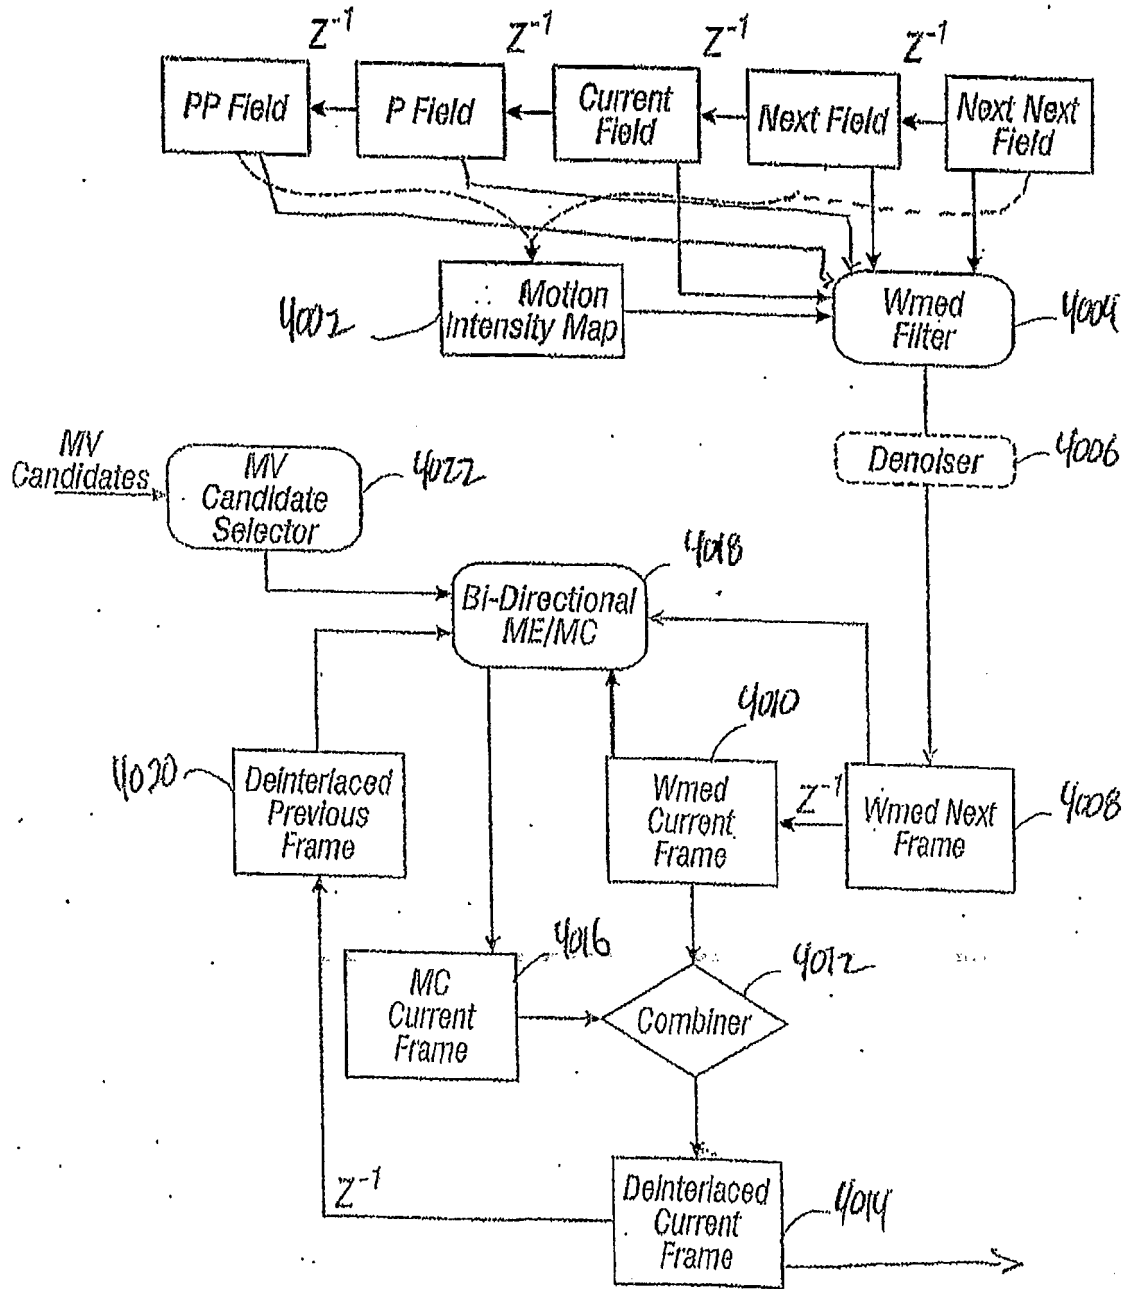 Z-1 Z-1 Z-1 Z-1
PP Field
P Field
Current
Field
Next Field
Next Next
Field
Motion
Intensity Map
4002
Wmed
Filter
4004
Denoiser
4006
MV
Candidates
MV
Candidate
Selector
4022
Bi-Directional
ME/MC
4018
Deinterlaced
Previous
Frame
4020
Wmed
Current
Frame
4010
Z-1
Wmed Next
Frame
4008
MC
Current
Frame
4016
Combiner
4012
Z-1
Deinterlaced
Current
Frame
4014